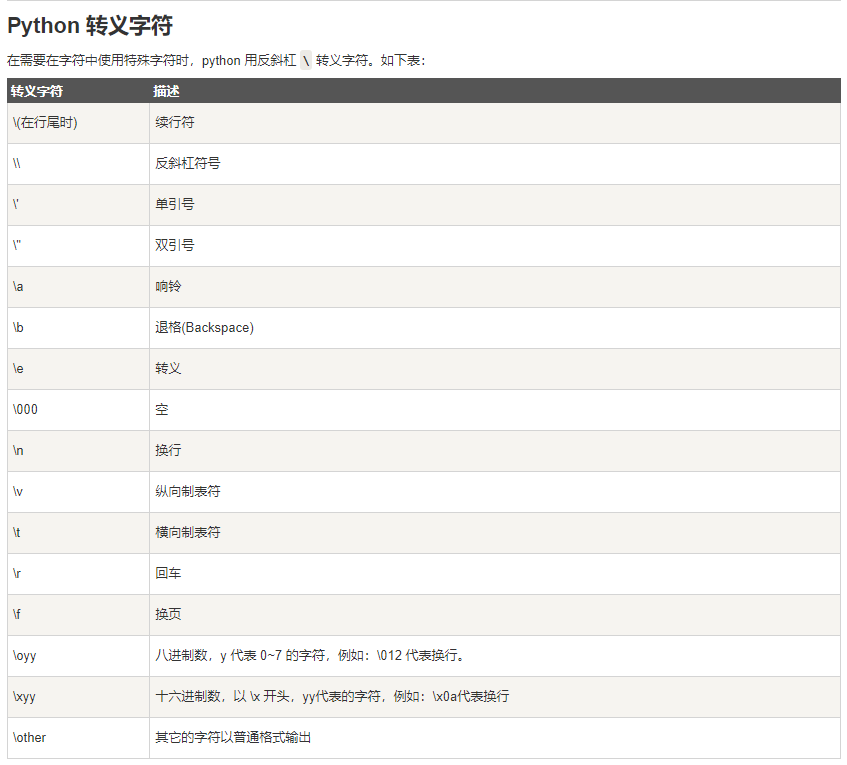 Python 转义字符
在需要在字符中使用特殊字符时，python 用反斜杠 \ 转义字符。如下表：
转义字符 描述
\(在行尾时) 续行符
\\ 反斜杠符号
\' 单引号
\" 双引号
\a 响铃
\b 退格(Backspace)
\e 转义
\000 空
\n 换行
\v 纵向制表符
\t 横向制表符
\r 回车
\f 换页
\oyy 八进制数，y 代表 0~7 的字符，例如：\012 代表换行。
\xyy 十六进制数，以 \x 开头，yy代表的字符，例如：\x0a代表换行
\other 其它的字符以普通格式输出